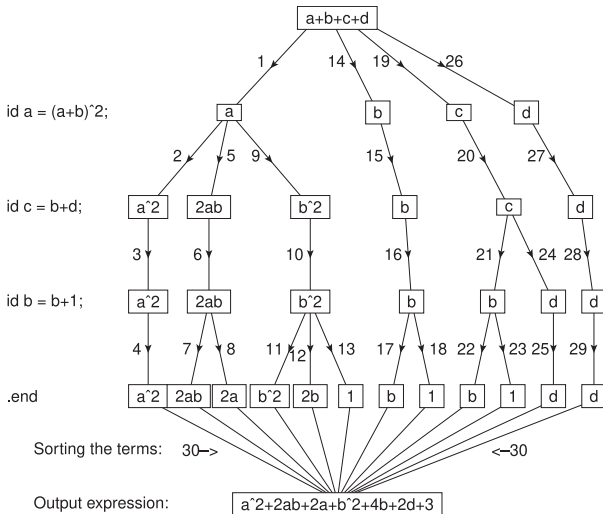 a+b+c+d
1 14 19 26
id a = (a+b)^2; a b c d
2 5 9 15 20 27
id c = b+d; a^2 2ab b^2 b c d
3 6 10 16 21 24 28
id b = b+1; a^2 2ab b^2 b b d d
4 7 8 11 12 13 17 18 22 23 25 29
.end a^2 2ab 2a b^2 2b 1 b 1 b 1 d d
Sorting the terms: 30–> <–30
Output expression: a^2+2ab+2a+b^2+4b+2d+3